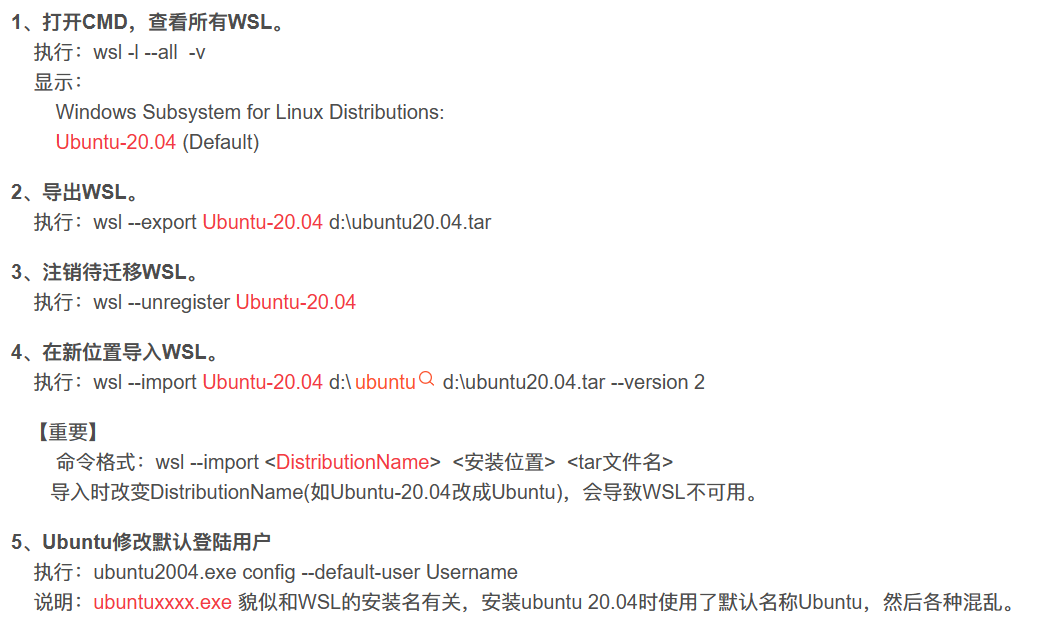 1、打开CMD，查看所有WSL。
执行：wsl -l --all  -v
显示：
Windows Subsystem for Linux Distributions:
Ubuntu-20.04 (Default)
2、导出WSL。
执行：wsl --export Ubuntu-20.04 d:\ubuntu20.04.tar
3、注销待迁移WSL。
执行：wsl --unregister Ubuntu-20.04
4、在新位置导入WSL。
执行：wsl --import Ubuntu-20.04 d:\ubuntu d:\ubuntu20.04.tar --version 2
【重要】
命令格式：wsl --import <DistributionName>  <安装位置>  <tar文件名>
导入时改变DistributionName(如Ubuntu-20.04改成Ubuntu)，会导致WSL不可用。
5、Ubuntu修改默认登陆用户
执行：ubuntu2004.exe config --default-user Username
说明：ubuntuxxxx.exe 貌似和WSL的安装名有关，安装ubuntu 20.04时使用了默认名称Ubuntu，然后各种混乱。